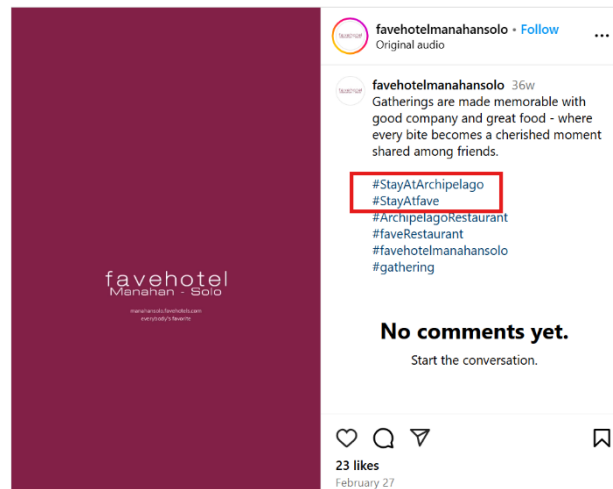 favehotelmanahansolo • Follow
Original audio
...
favehotelmanahansolo 36w
Gatherings are made memorable with
good company and great food - where
every bite becomes a cherished moment
shared among friends.
#StayAtArchipelago
#StayAtfave
#ArchipelagoRestaurant
#faveRestaurant
#favehotelmanahansolo
#gathering
favehotel
Manahan - Solo
manahansolo.favehotels.com
everybody's favorite
No comments yet.
Start the conversation.
23 likes
February 27